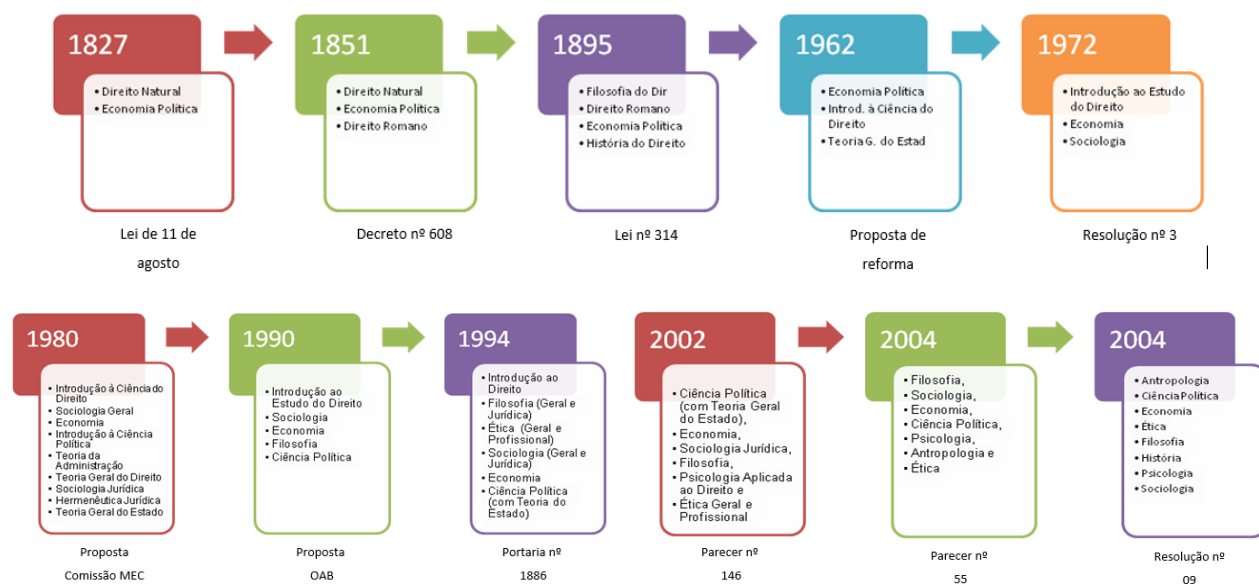 1827
• Direito Natural
• Economia Política
Lei de 11 de
agosto
1851
• Direito Natural
• Economia Política
• Direito Romano
Decreto nº 608
1895
• Filosofia do Dir
• Direito Romano
• Economia Política
• História do Direito
Lei nº 314
1962
• Economia Política
• Introd. à Ciência do
Direito
• Teoria G. do Estad
Proposta de
reforma
1972
• Introdução ao Estudo
do Direito
• Economia
• Sociologia
Resolução nº 3
1980
• Introdução à Ciência do
Direito
• Sociologia Geral
• Economia
• Introdução à Ciência
Política
• Teoria da
Administração
• Teoria Geral do Direito
• Sociologia Jurídica
• Hermenêutica Jurídica
• Teoria Geral do Estado
Proposta
Comissão MEC
1990
• Introdução ao
Estudo do Direito
• Sociologia
• Economia
• Filosofia
• Ciência Política
Proposta
OAB
1994
• Introdução ao
Direito
• Filosofia (Geral e
Jurídica)
• Ética (Geral e
Profissional)
• Sociologia (Geral e
Jurídica)
• Economia
• Ciência Política
(com Teoria do
Estado)
Portaria nº
1886
2002
• Ciência Política
(com Teoria Geral
do Estado),
• Economia,
• Sociologia Jurídica,
• Filosofia,
• Psicologia Aplicada
ao Direito e
• Ética Geral e
Profissional
Parecer nº
146
2004
• Filosofia,
• Sociologia,
• Economia,
• Ciência Política,
• Psicologia,
• Antropologia e
• Ética
Parecer nº
55
2004
• Antropologia
• Ciência Política
• Economia
• Ética
• Filosofia
• História
• Psicologia
• Sociologia
Resolução nº
09